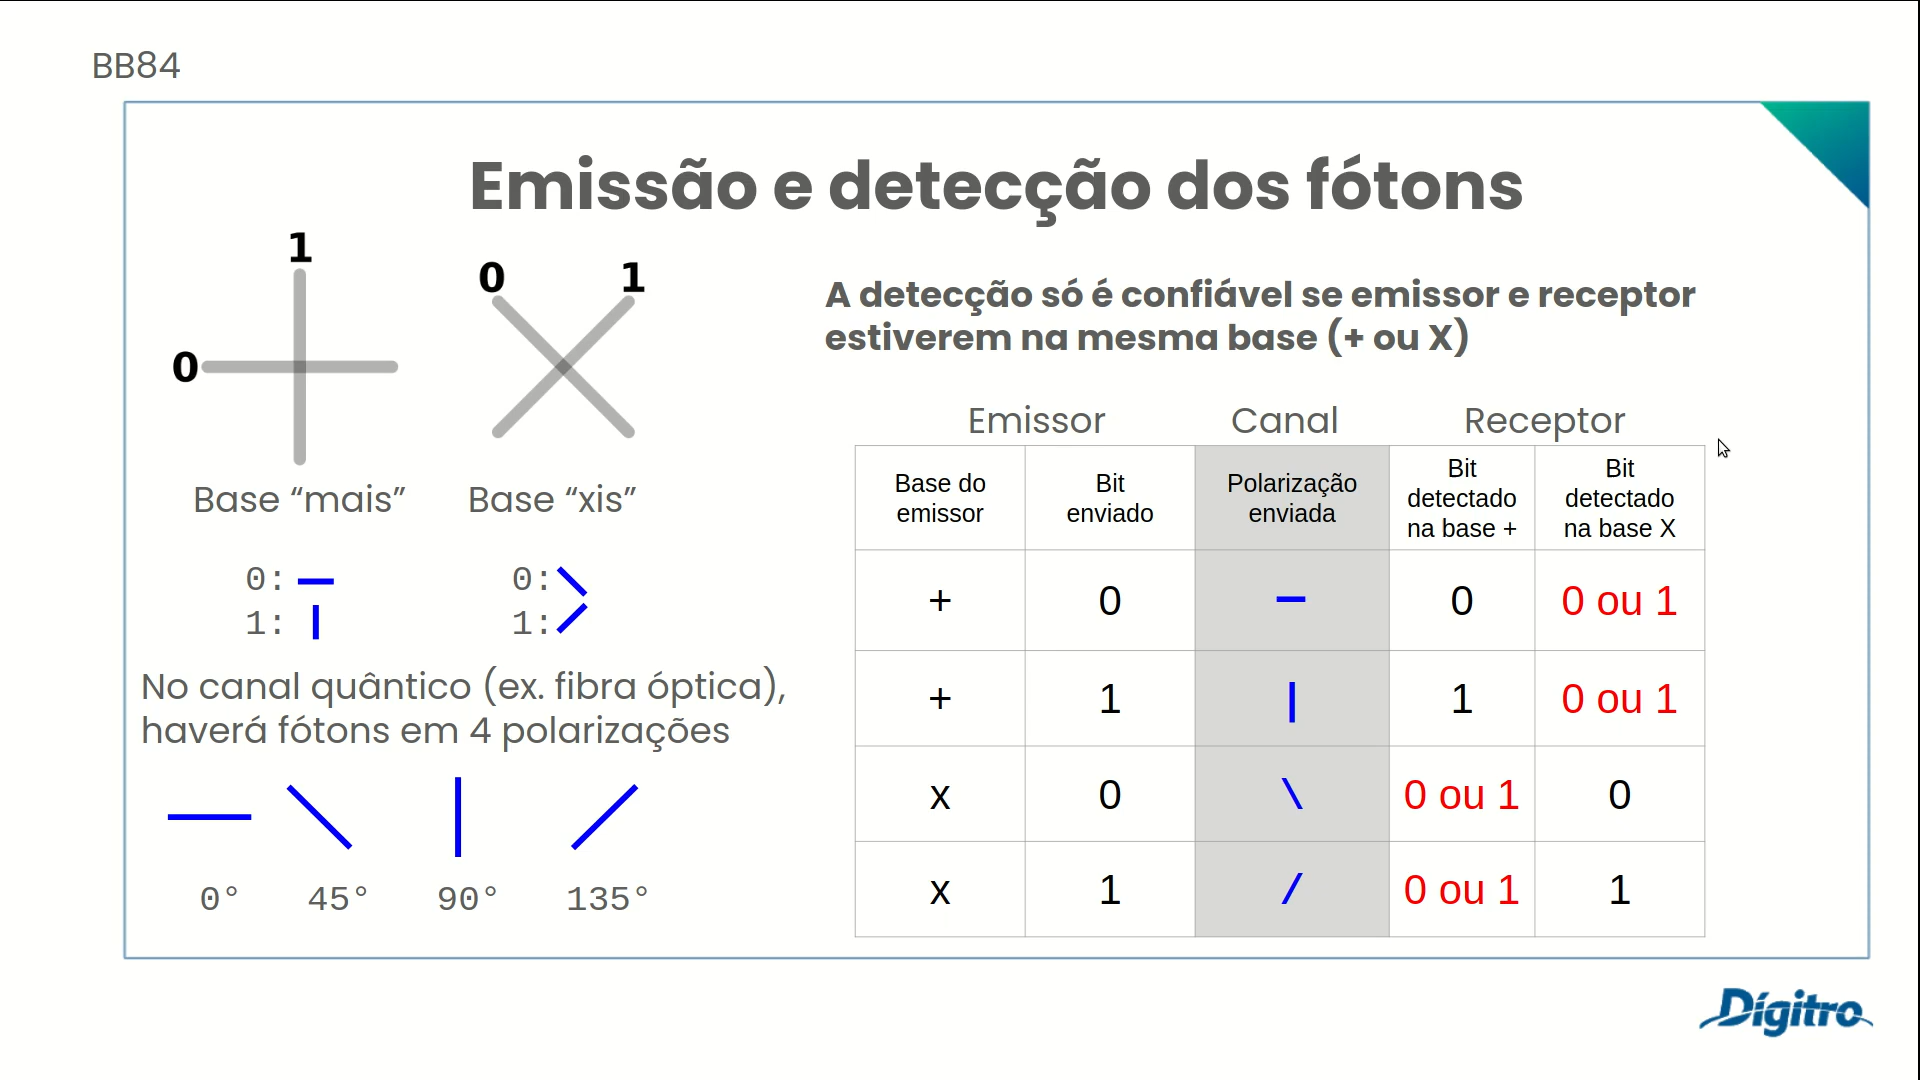 BB84
Emissão e detecção dos fótons
1
0
0 1
Base “mais” Base “xis”
0:
1:
0:
1:
No canal quântico (ex. fibra óptica),
haverá fótons em 4 polarizações
0° 45° 90° 135°
A detecção só é confiável se emissor e receptor
estiverem na mesma base (+ ou X)
Emissor Canal Receptor
Base do
emissor
Bit
enviado
Polarização
enviada
Bit
detectado
na base +
Bit
detectado
na base X
+ 0 — 0 0 ou 1
+ 1 | 1 0 ou 1
x 0 \ 0 ou 1 0
x 1 / 0 ou 1 1
Dígitro